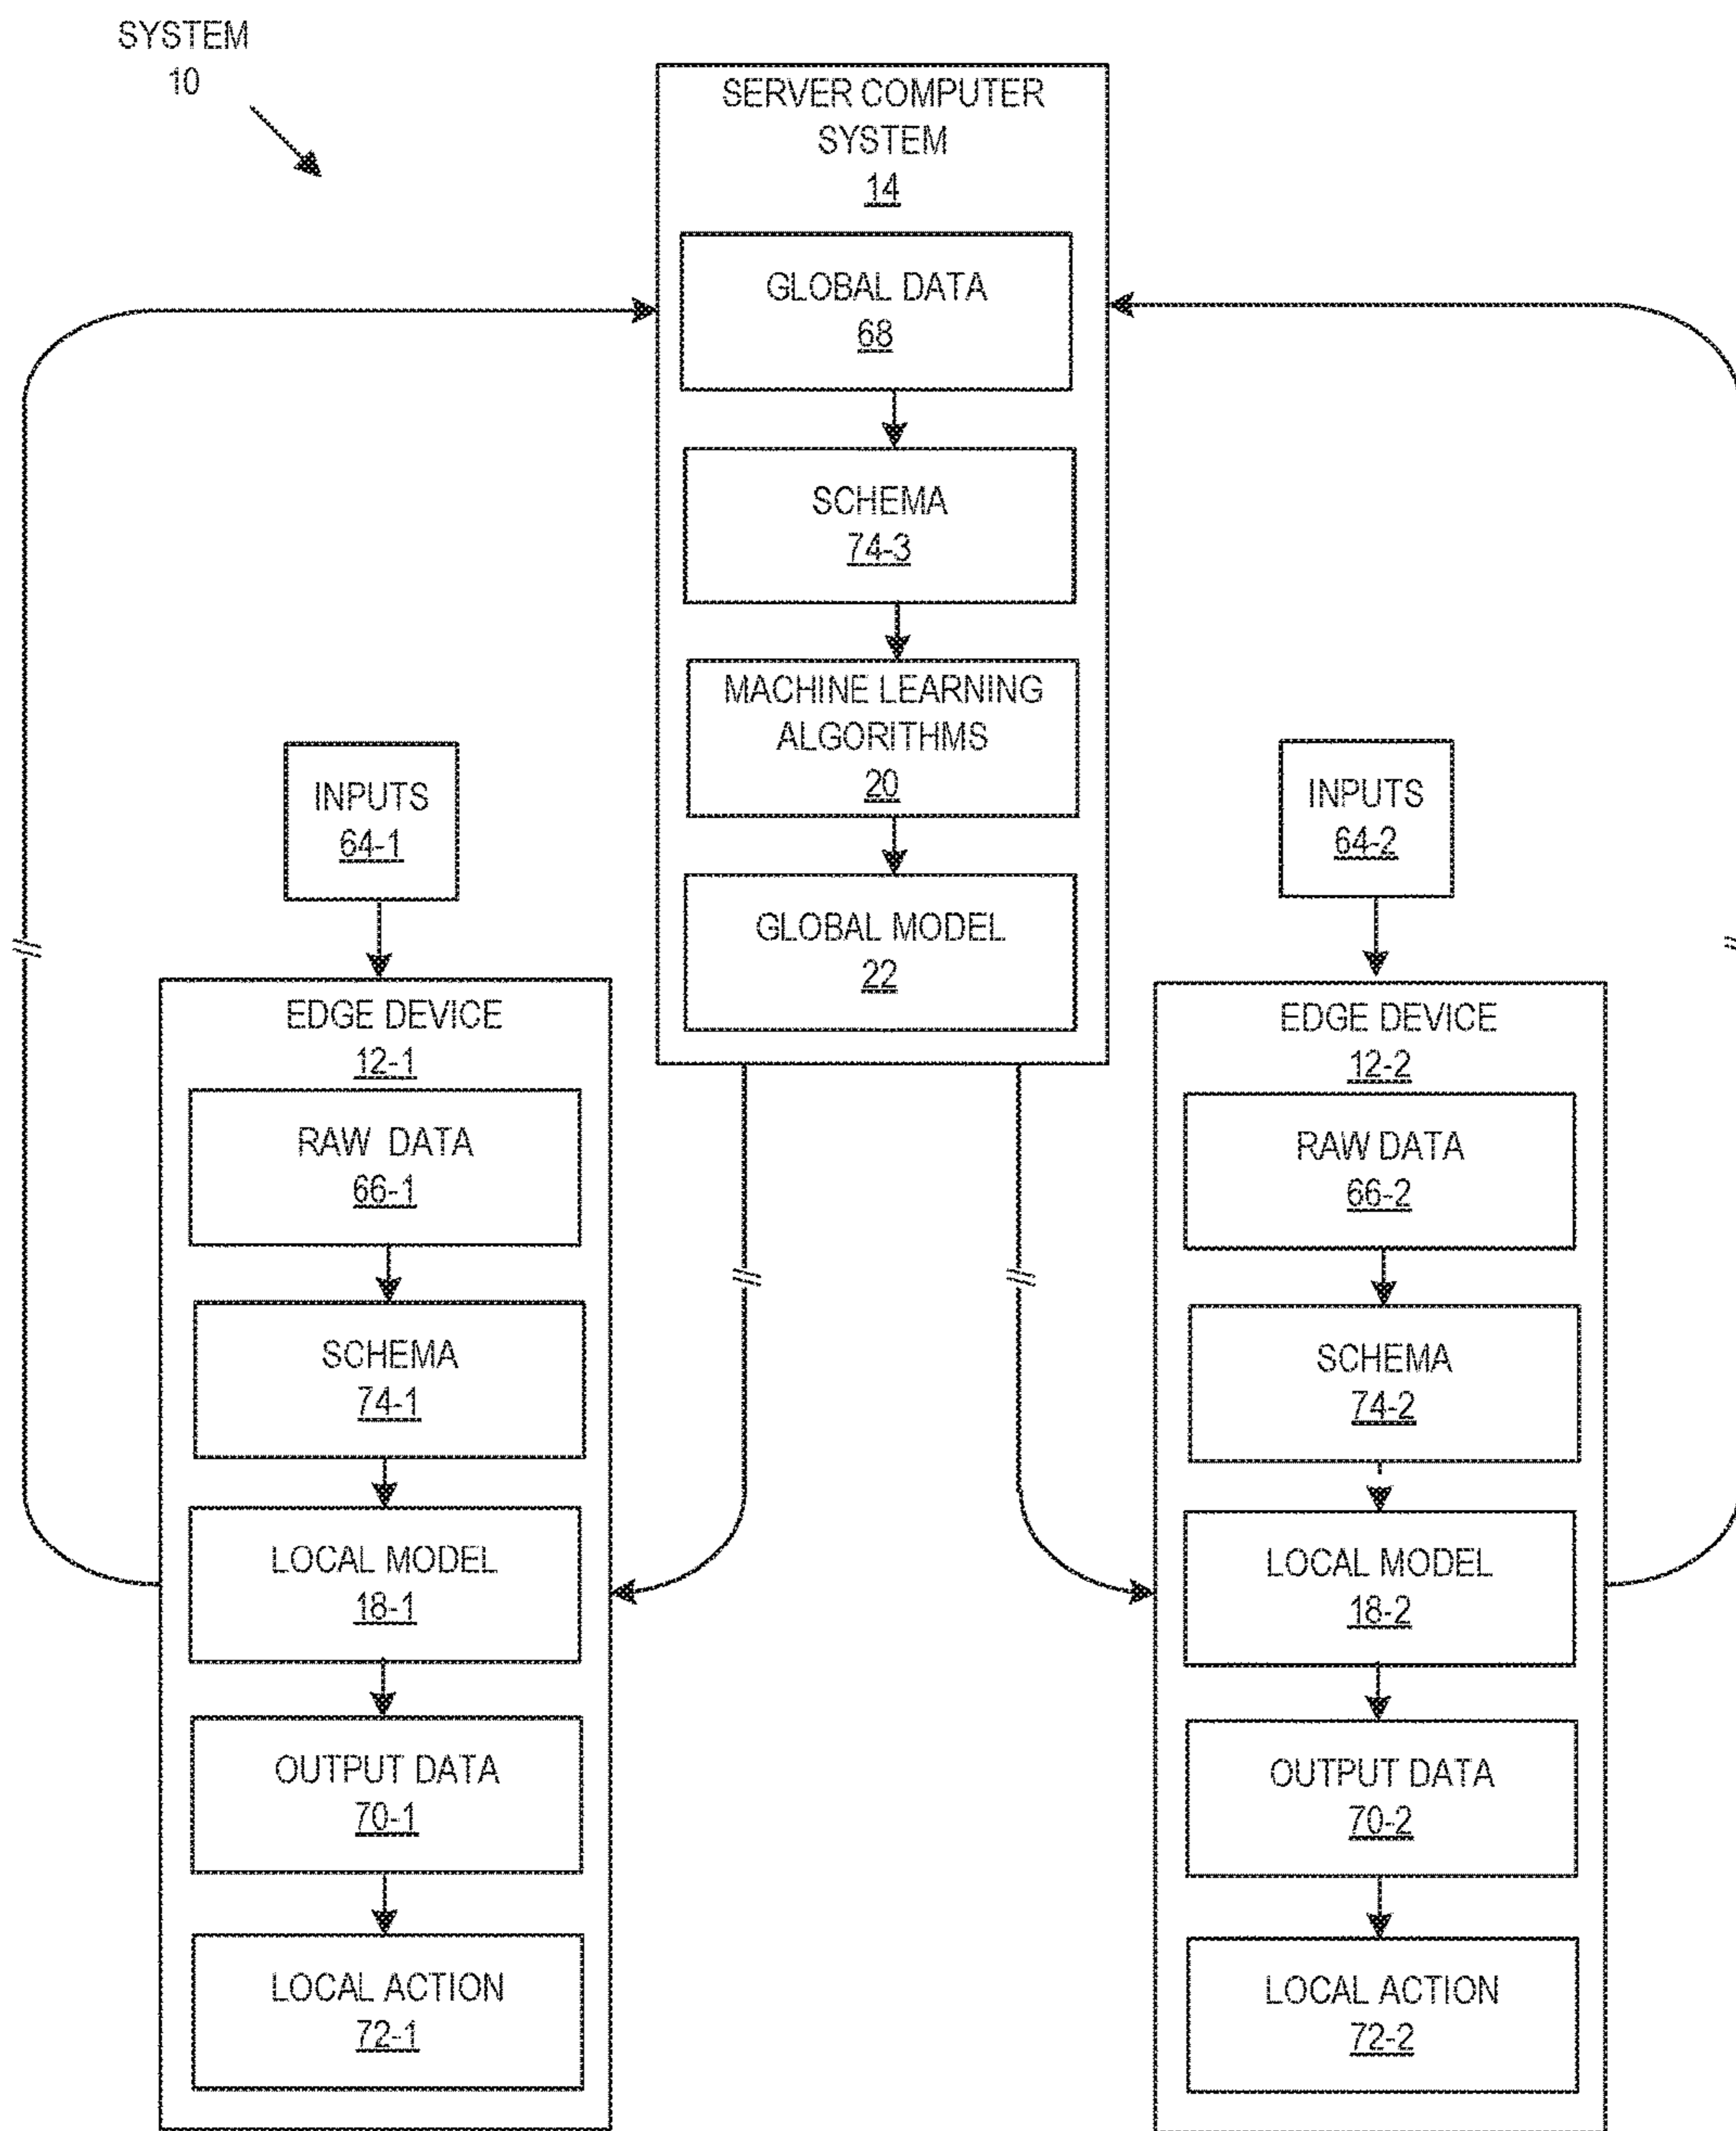 SYSTEM
10
SERVER COMPUTER
SYSTEM
14
GLOBAL DATA
68
SCHEMA
74-3
MACHINE LEARNING
ALGORITHMS
20
GLOBAL MODEL
22
INPUTS
64-1
EDGE DEVICE
12-1
RAW DATA
66-1
SCHEMA
74-1
LOCAL MODEL
18-1
OUTPUT DATA
70-1
LOCAL ACTION
72-1
INPUTS
64-2
EDGE DEVICE
12-2
RAW DATA
66-2
SCHEMA
74-2
LOCAL MODEL
18-2
OUTPUT DATA
70-2
LOCAL ACTION
72-2